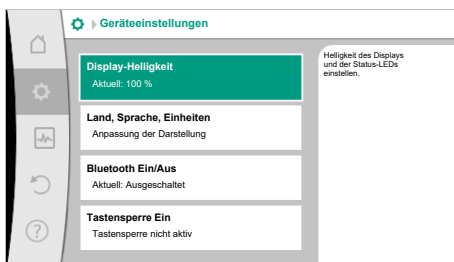 Geräteeinstellungen
Display-Helligkeit
Aktuell: 100 %
Land, Sprache, Einheiten
Anpassung der Darstellung
Bluetooth Ein/Aus
Aktuell: Ausgeschaltet
Tastensperre Ein
Tastensperre nicht aktiv
Helligkeit des Displays
und der Status-LEDs
einstellen.
?